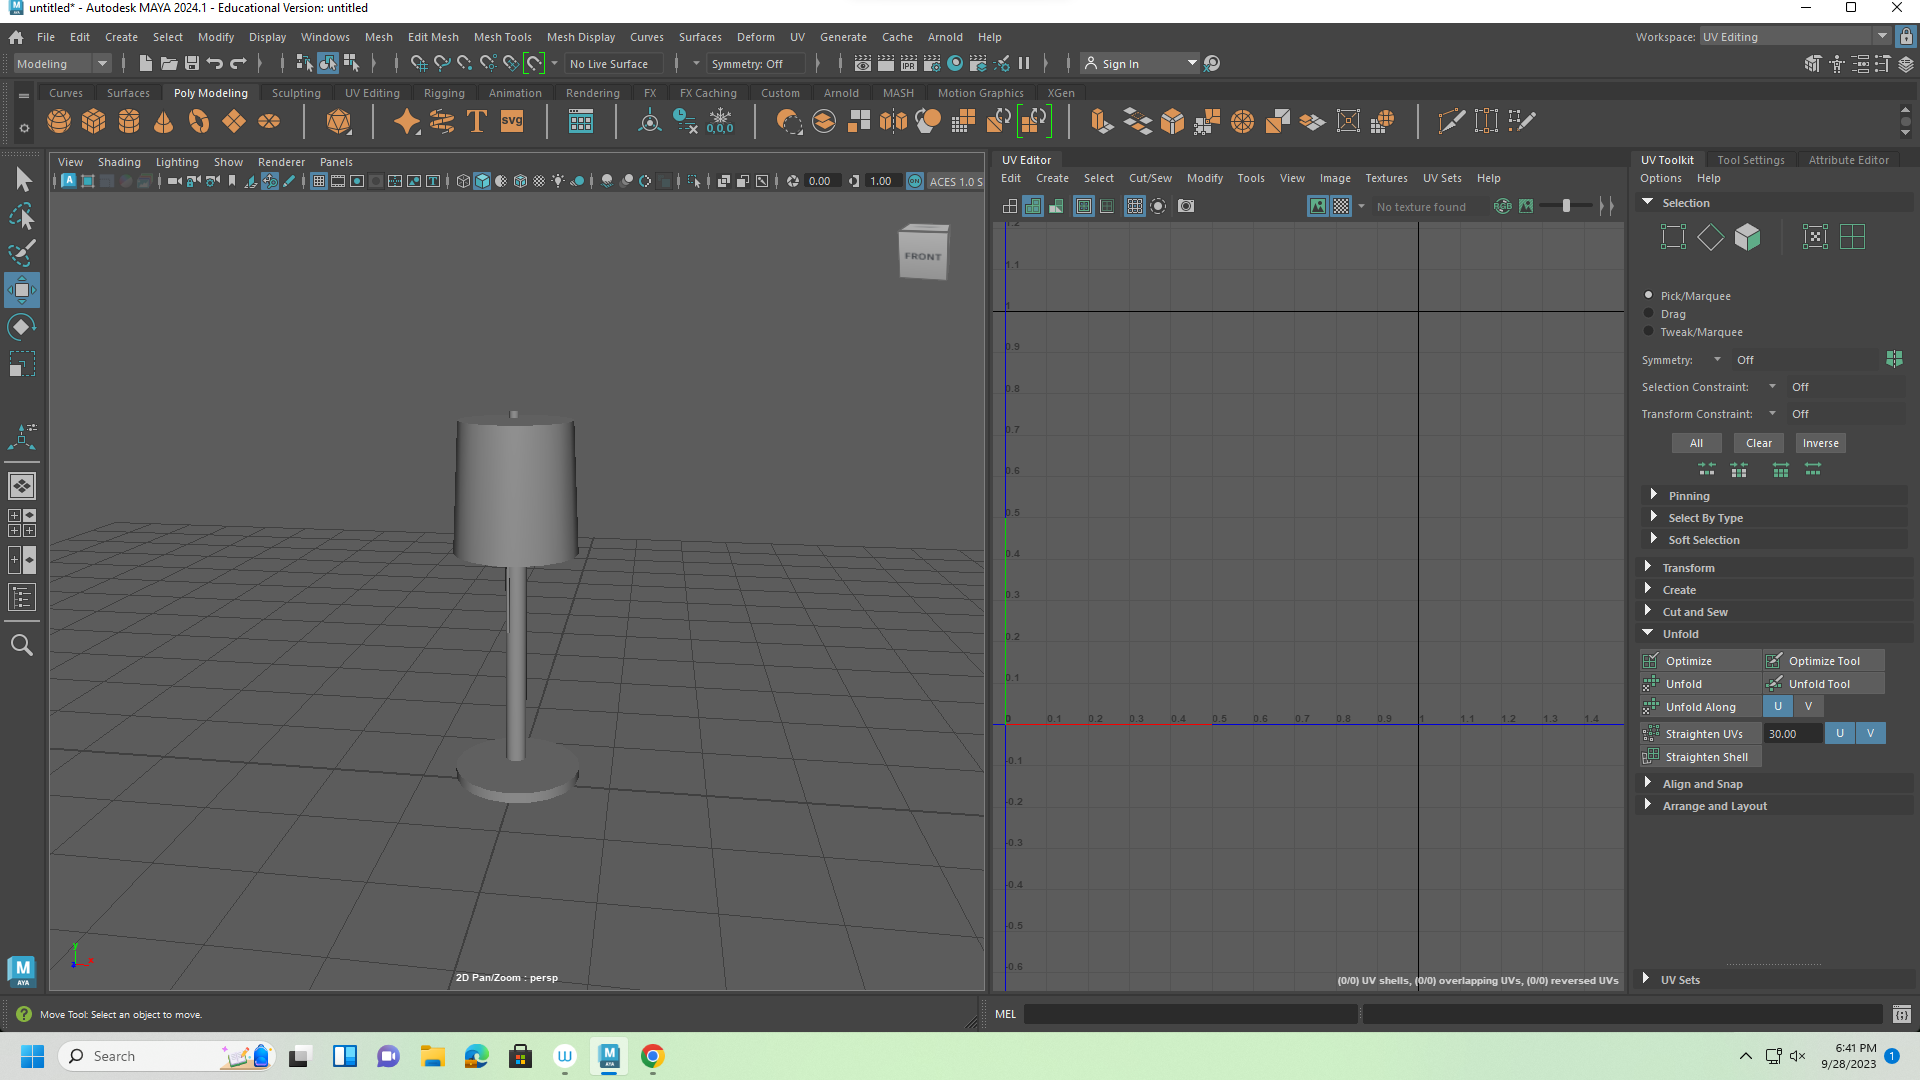 untitled* - Autodesk MAYA 2024.1 - Educational Version: untitled
File Edit Create Select Modify Display Windows Mesh Edit Mesh Mesh Tools Mesh Display Curves Surfaces Deform UV Generate Cache Arnold Help
Workspace: UV Editing
Modeling No Live Surface Symmetry: Off Sign In
Curves Surfaces Poly Modeling Sculpting UV Editing Rigging Animation Rendering FX FX Caching Custom Arnold MASH Motion Graphics XGen
T svg 0,0,0
View Shading Lighting Show Renderer Panels
0.00 1.00 ON ACES 1.0 S
FRONT
2D Pan/Zoom : persp
y
x
z
UV Editor
Edit Create Select Cut/Sew Modify Tools View Image Textures UV Sets Help
No texture found RGB
1.2
1.1
1
0.9
0.8
0.7
0.6
0.5
0.4
0.3
0.2
0.1
0 0.1 0.2 0.3 0.4 0.5 0.6 0.7 0.8 0.9 1 1.1 1.2 1.3 1.4
-0.1
-0.2
-0.3
-0.4
-0.5
-0.6
(0/0) UV shells, (0/0) overlapping UVs, (0/0) reversed UVs
UV Toolkit Tool Settings Attribute Editor
Options Help
Selection
Pick/Marquee
Drag
Tweak/Marquee
Symmetry: Off
Selection Constraint: Off
Transform Constraint: Off
All Clear Inverse
Pinning
Select By Type
Soft Selection
Transform
Create
Cut and Sew
Unfold
Optimize Optimize Tool
Unfold Unfold Tool
Unfold Along U V
Straighten UVs 30.00 U V
Straighten Shell
Align and Snap
Arrange and Layout
UV Sets
M
AYA
Move Tool: Select an object to move.
MEL
Search
6:41 PM
9/28/2023
1